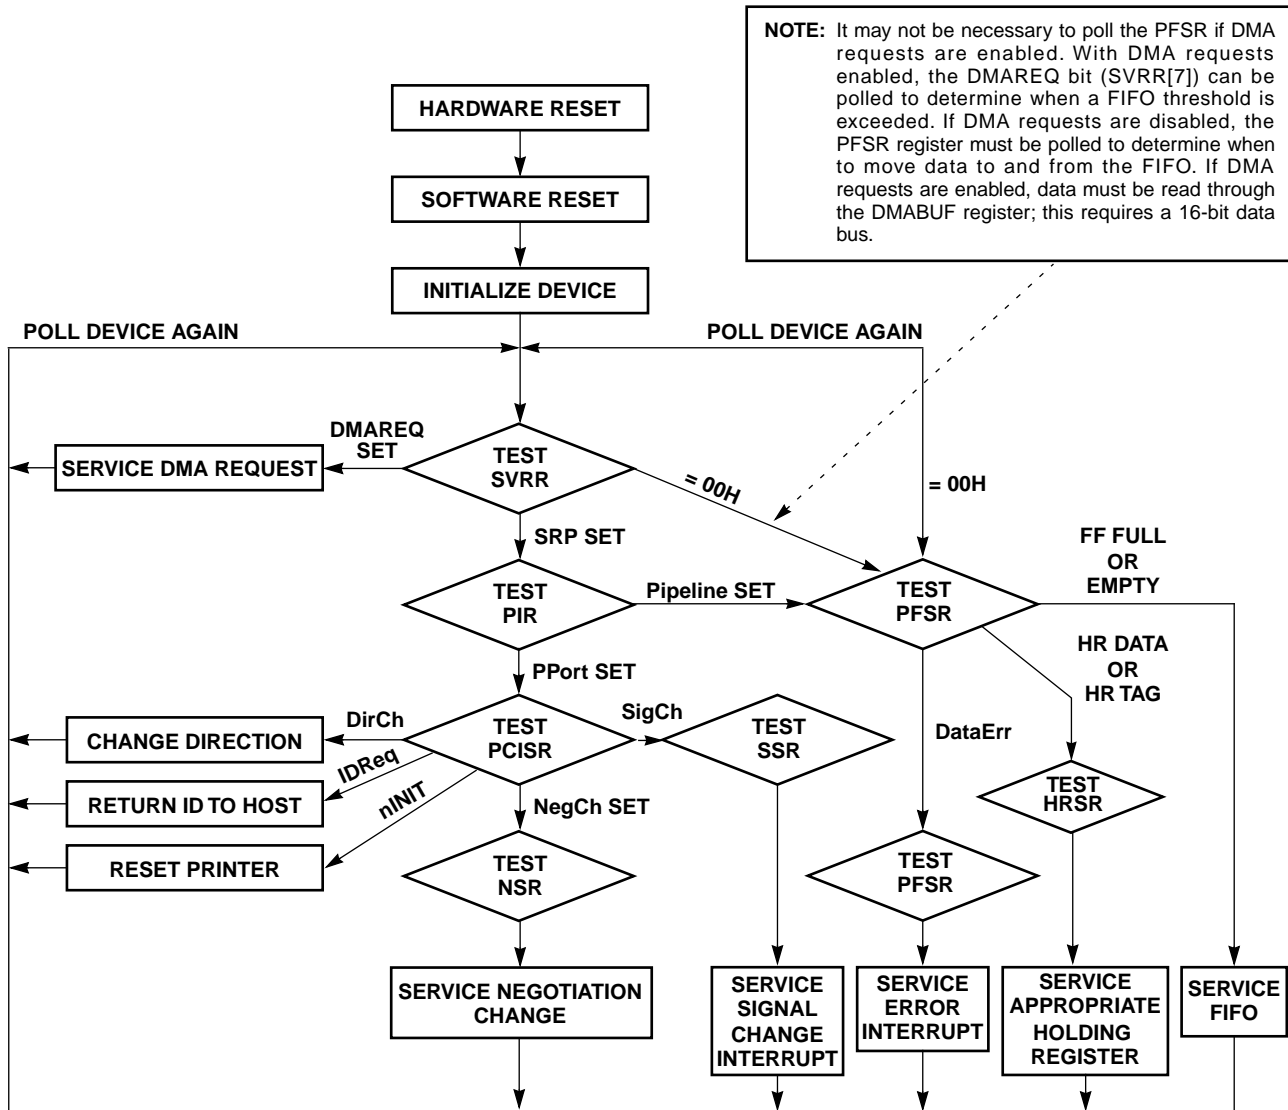 NOTE: It may not be necessary to poll the PFSR if DMA
requests are enabled. With DMA requests
enabled, the DMAREQ bit (SVRR[7]) can be
polled to determine when a FIFO threshold is
exceeded. If DMA requests are disabled, the
PFSR register must be polled to determine when
to move data to and from the FIFO. If DMA
requests are enabled, data must be read through
the DMABUF register; this requires a 16-bit data
bus.
HARDWARE RESET
SOFTWARE RESET
INITIALIZE DEVICE
POLL DEVICE AGAIN
POLL DEVICE AGAIN
DMAREQ
SET
SERVICE DMA REQUEST
TEST
SVRR
= 00H
= 00H
SRP SET
FF FULL
OR
EMPTY
TEST
PIR
Pipeline SET
TEST
PFSR
PPort SET
HR DATA
OR
HR TAG
DirCh
CHANGE DIRECTION
TEST
PCISR
SigCh
TEST
SSR
DataErr
IDReq
RETURN ID TO HOST
nINIT
NegCh SET
TEST
HRSR
RESET PRINTER
TEST
NSR
TEST
PFSR
SERVICE NEGOTIATION
CHANGE
SERVICE
SIGNAL
CHANGE
INTERRUPT
SERVICE
ERROR
INTERRUPT
SERVICE
APPROPRIATE
HOLDING
REGISTER
SERVICE
FIFO